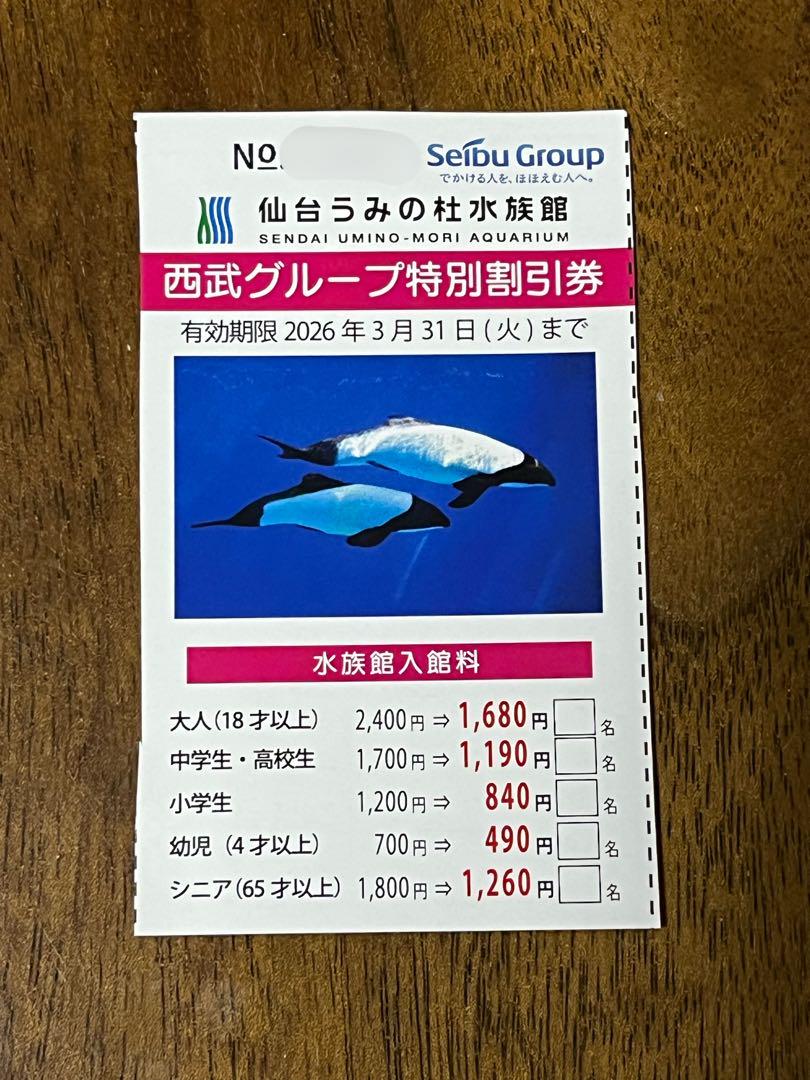 No.
Seibu Group
でかける人を、ほほえむ人へ。
仙台うみの杜水族館
SENDAI UMINO-MORI AQUARIUM
西武グループ特別割引券
有効期限 2026 年 3 月 31 日 (火) まで
水族館入館料
大人(18 才以上) 2,400円 ⇒ 1,680円 名
中学生・高校生 1,700円 ⇒ 1,190円 名
小学生 1,200円 ⇒ 840円 名
幼児 (4 才以上) 700円 ⇒ 490円 名
シニア(65 才以上) 1,800円 ⇒ 1,260円 名